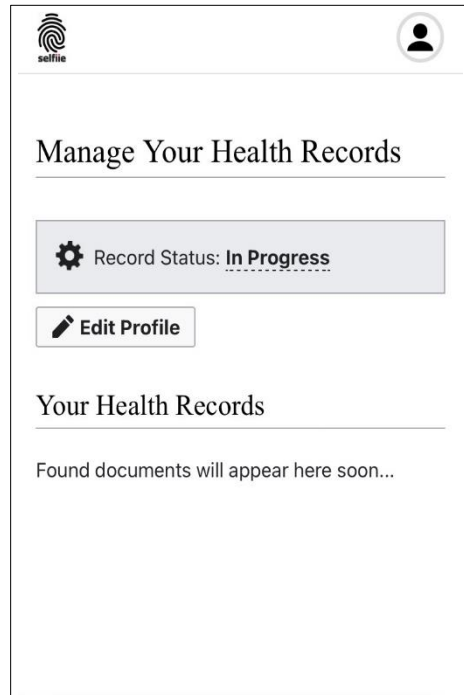 selfiie
Manage Your Health Records
Record Status: In Progress
Edit Profile
Your Health Records
Found documents will appear here soon...